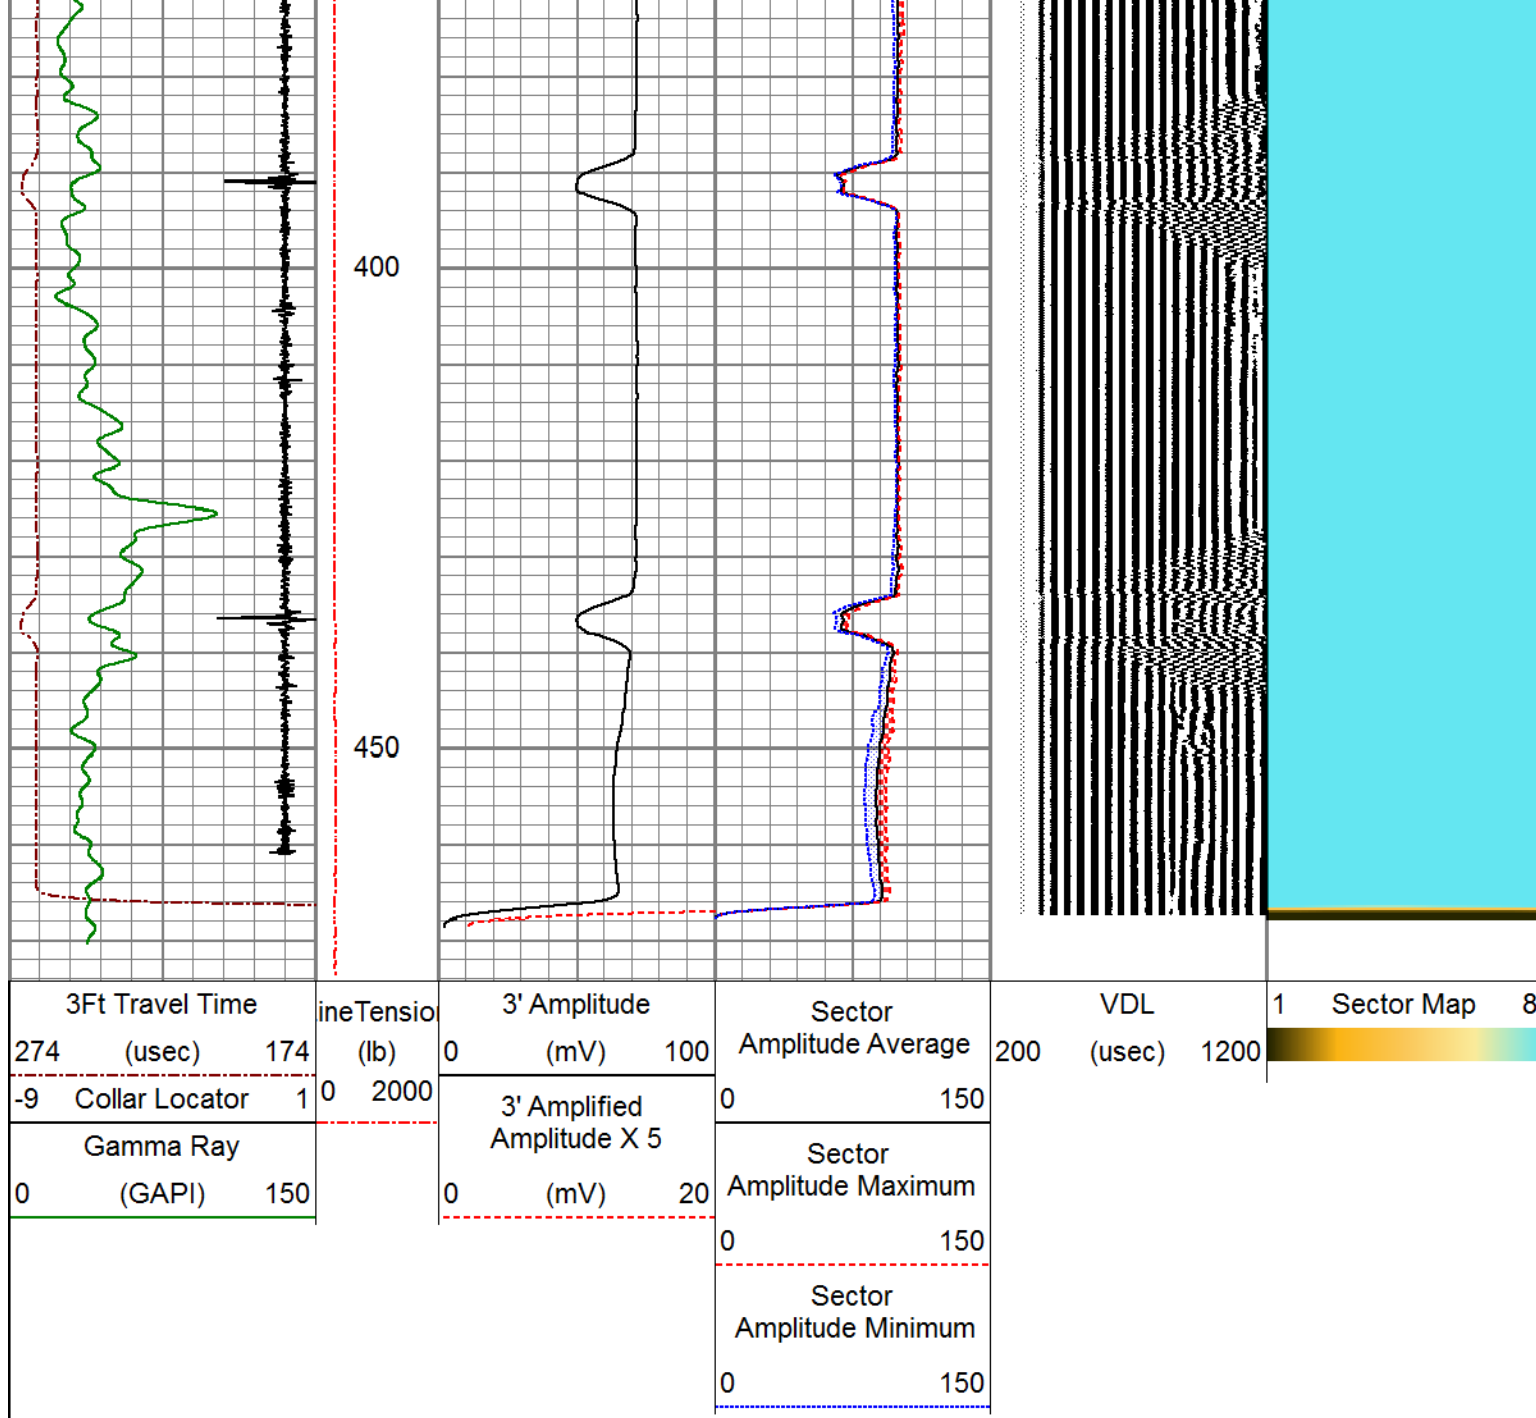 400
450
3Ft Travel Time
274 (usec) 174
-9 Collar Locator 1
Gamma Ray
0 (GAPI) 150
ineTension
(lb)
0 2000
3' Amplitude
0 (mV) 100
3' Amplified
Amplitude X 5
0 (mV) 20
Sector
Amplitude Average
0 150
Sector
Amplitude Maximum
0 150
Sector
Amplitude Minimum
0 150
VDL
200 (usec) 1200
1 Sector Map 8